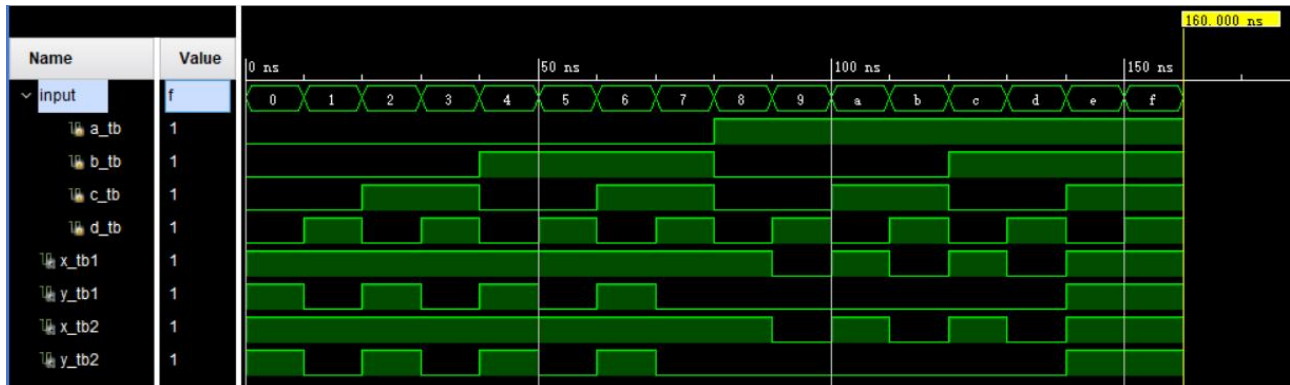 160.000 ns
Name Value
0 ns 50 ns 100 ns 150 ns
input f 0 1 2 3 4 5 6 7 8 9 a b c d e f
a_tb 1
b_tb 1
c_tb 1
d_tb 1
x_tb1 1
y_tb1 1
x_tb2 1
y_tb2 1